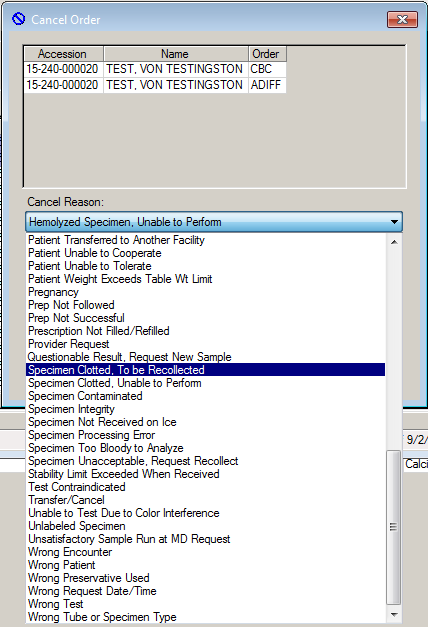 Cancel Order
Accession Name Order
15-240-000020 TEST, VON TESTINGSTON CBC
15-240-000020 TEST, VON TESTINGSTON ADIFF
Cancel Reason:
Hemolyzed Specimen, Unable to Perform
Patient Transferred to Another Facility
Patient Unable to Cooperate
Patient Unable to Tolerate
Patient Weight Exceeds Table Wt Limit
Pregnancy
Prep Not Followed
Prep Not Successful
Prescription Not Filled/Refilled
Provider Request
Questionable Result, Request New Sample
Specimen Clotted, To be Recollected
Specimen Clotted, Unable to Perform
Specimen Contaminated
Specimen Integrity
Specimen Not Received on Ice
Specimen Processing Error
9/2/
Specimen Too Bloody to Analyze
Specimen Unacceptable, Request Recollect
Calci
Stability Limit Exceeded When Received
Test Contraindicated
Transfer/Cancel
Unable to Test Due to Color Interference
Unlabeled Specimen
Unsatisfactory Sample Run at MD Request
Wrong Encounter
Wrong Patient
Wrong Preservative Used
Wrong Request Date/Time
Wrong Test
Wrong Tube or Specimen Type